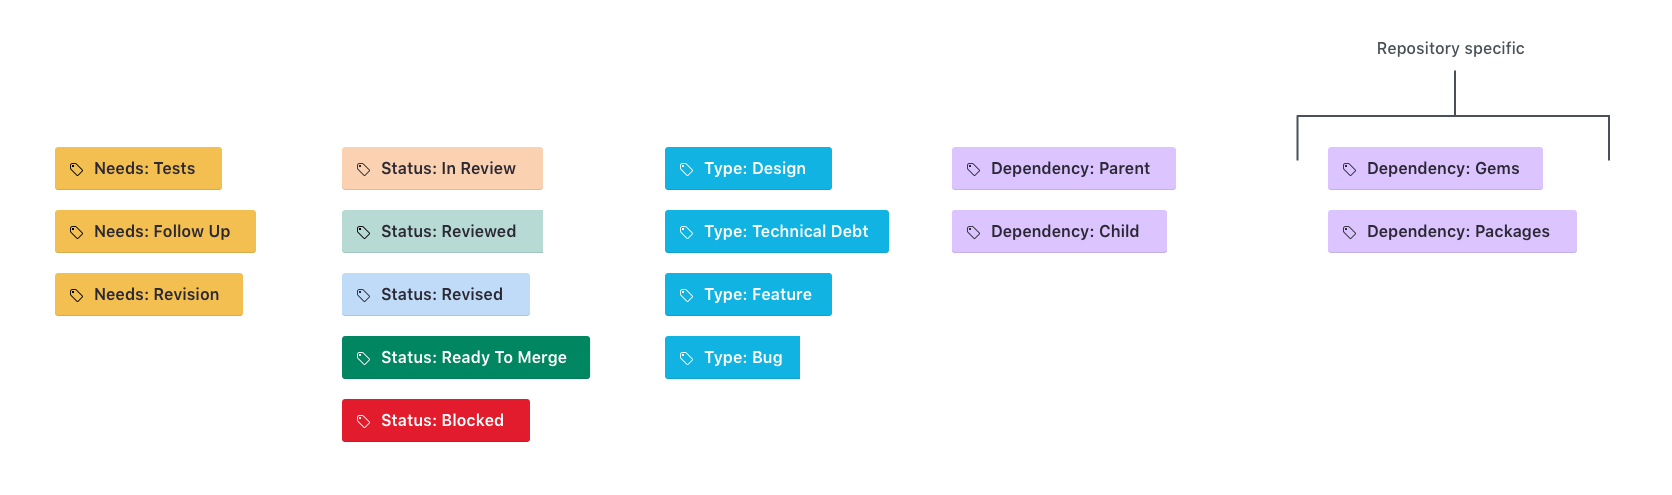 Repository specific
Needs: Tests
Needs: Follow Up
Needs: Revision
Status: In Review
Status: Reviewed
Status: Revised
Status: Ready To Merge
Status: Blocked
Type: Design
Type: Technical Debt
Type: Feature
Type: Bug
Dependency: Parent
Dependency: Child
Dependency: Gems
Dependency: Packages